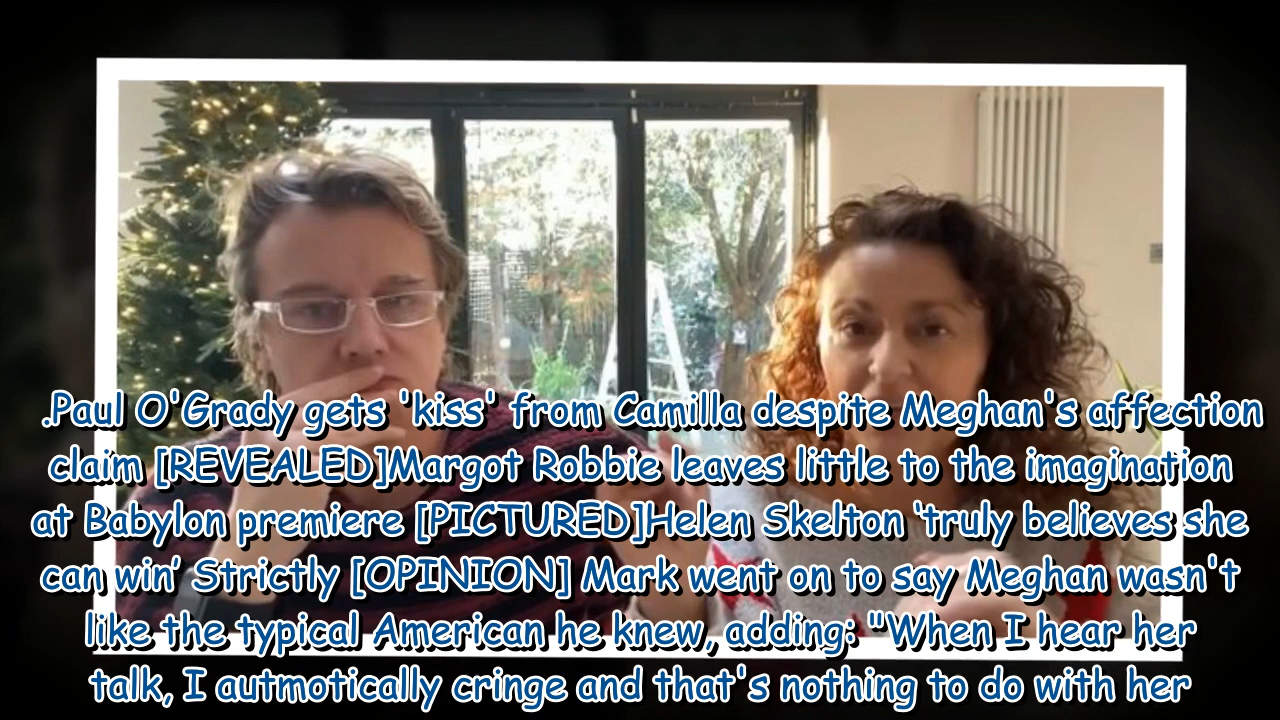 .Paul O'Grady gets 'kiss' from Camilla despite Meghan's affection
claim [REVEALED]Margot Robbie leaves little to the imagination
at Babylon premiere [PICTURED]Helen Skelton ‘truly believes she
can win’ Strictly [OPINION] Mark went on to say Meghan wasn't
like the typical American he knew, adding: "When I hear her
talk, I autmotically cringe and that's nothing to do with her